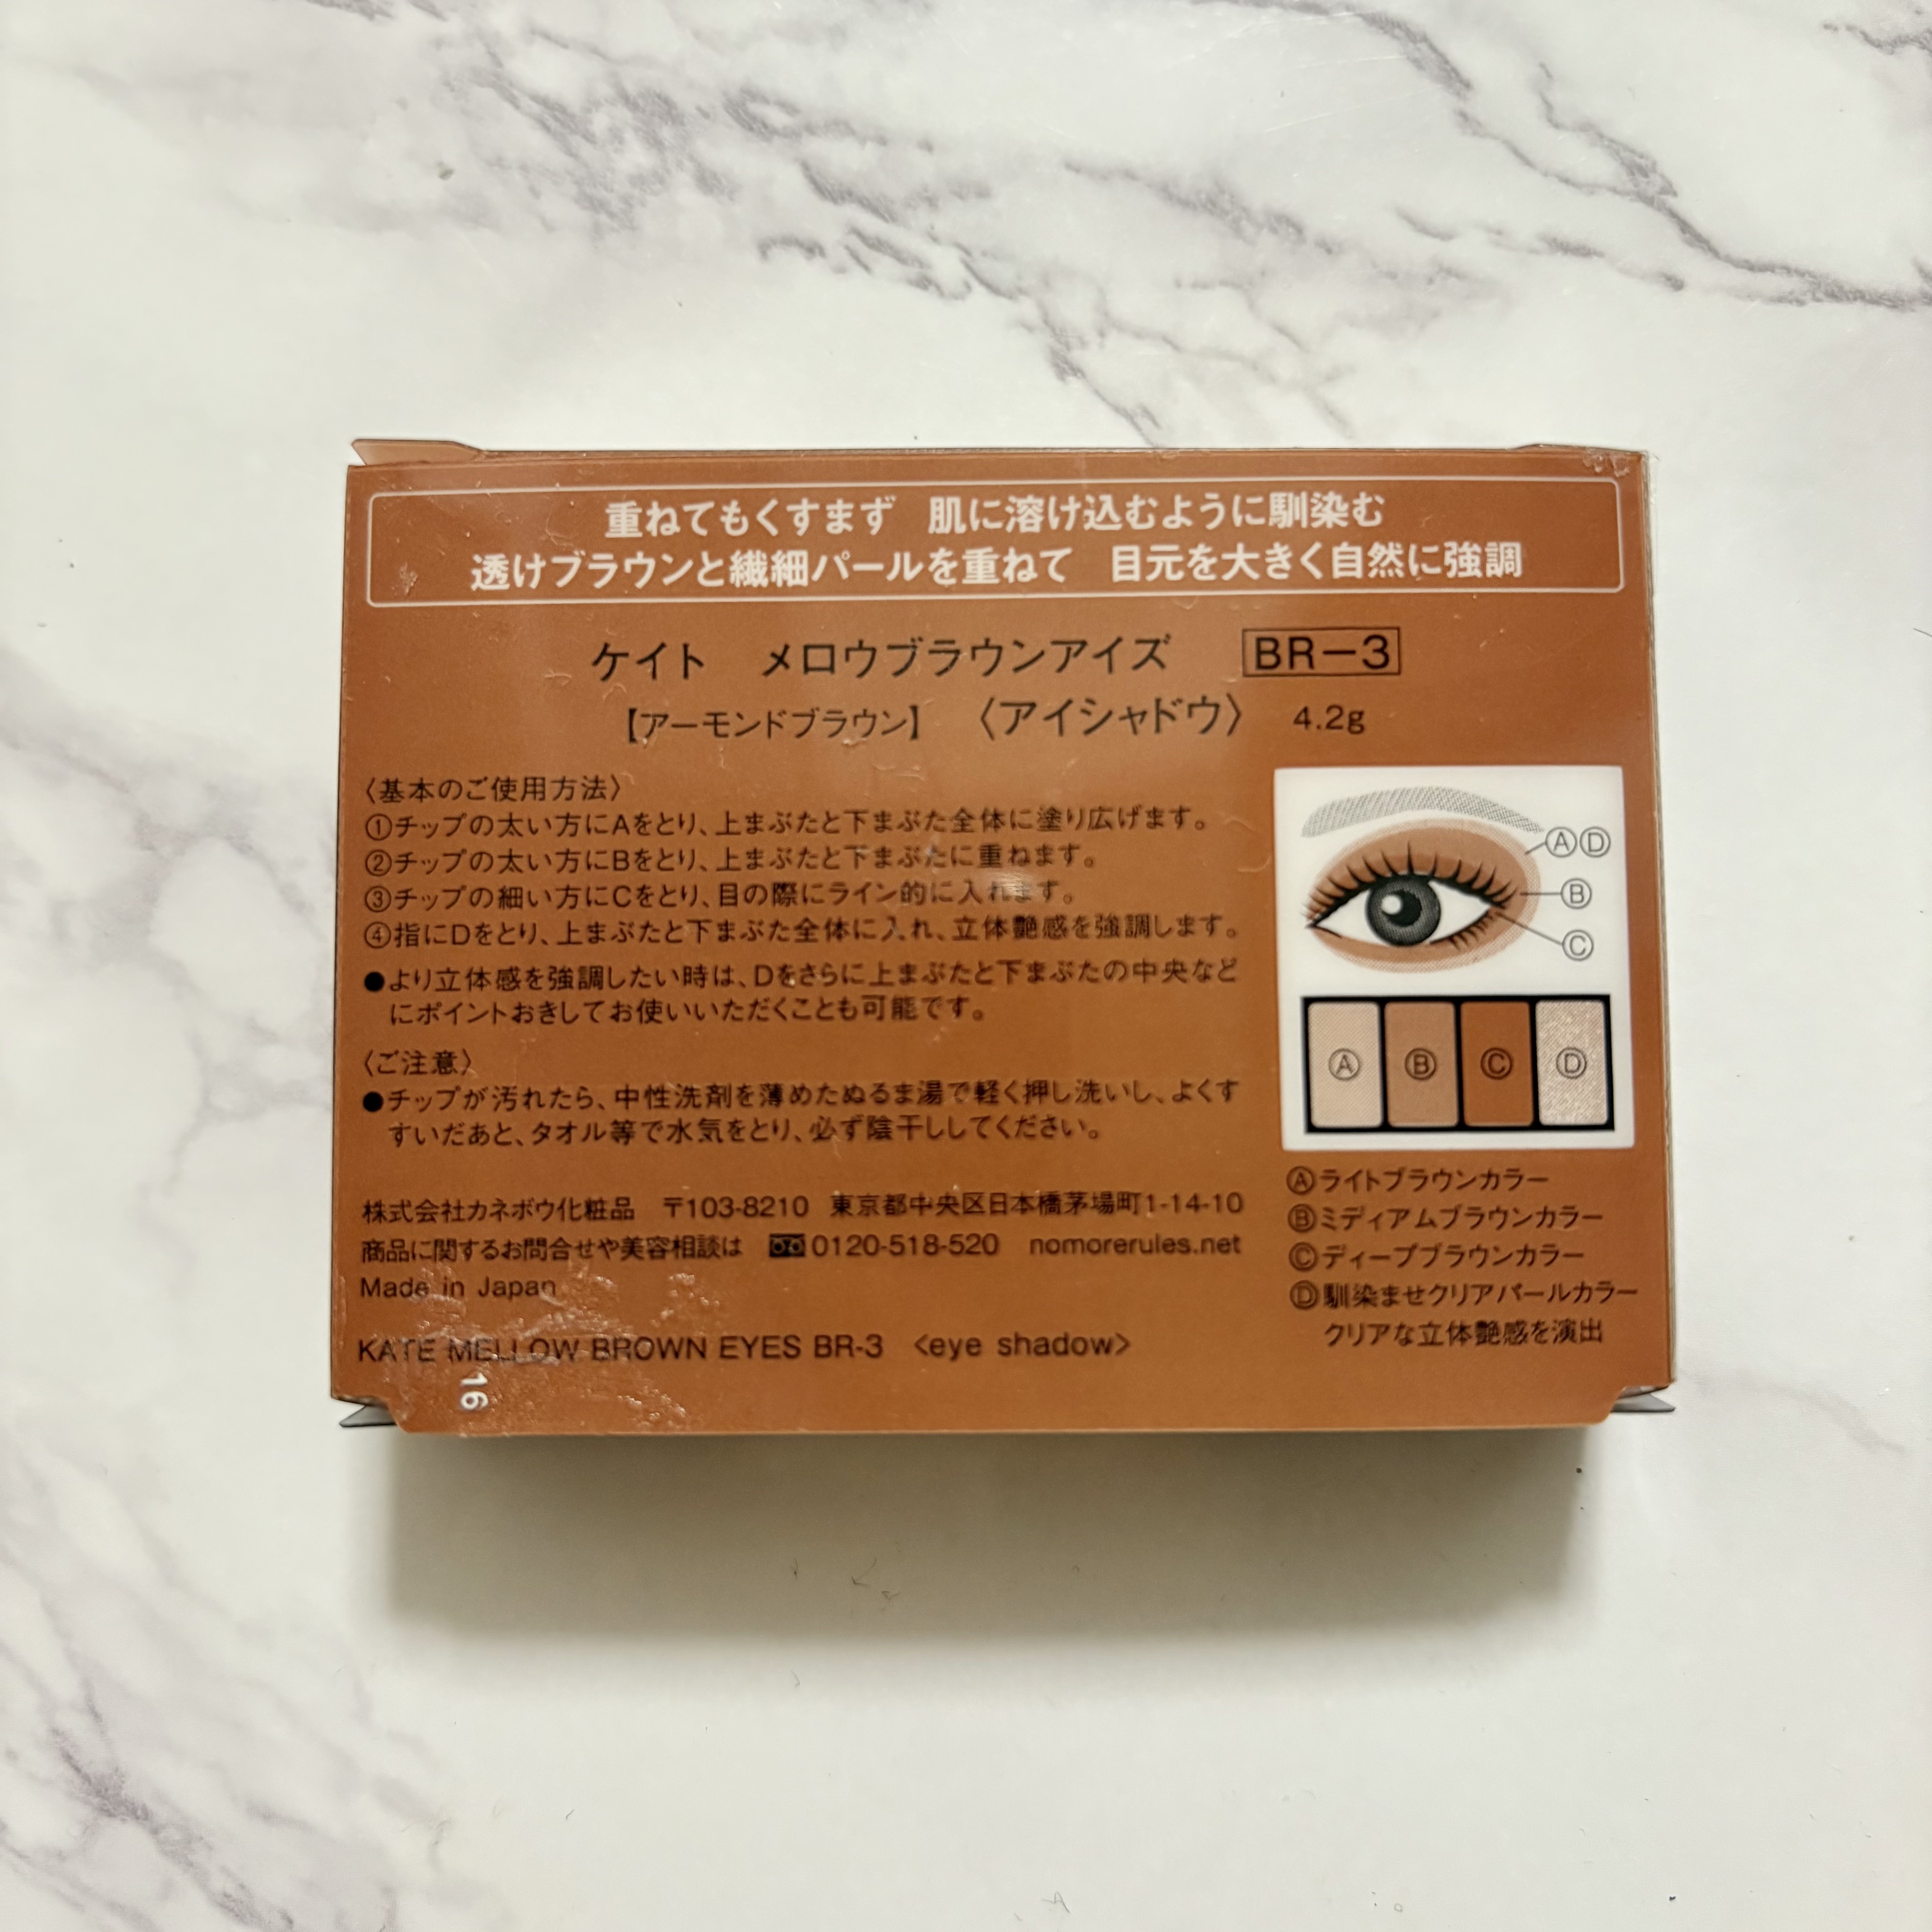 重ねてもくすまず 肌に溶け込むように馴染む
透けブラウンと繊細パールを重ねて 目元を大きく自然に強調
ケイト メロウブラウンアイズ BR-3
【アーモンドブラウン】 〈アイシャドウ〉 4.2g
〈基本のご使用方法〉
①チップの太い方にAをとり、上まぶたと下まぶた全体に塗り広げます。
②チップの太い方にBをとり、上まぶたと下まぶたに重ねます。
③チップの細い方にCをとり、目の際にライン的に入れます。
④指にDをとり、上まぶたと下まぶた全体に入れ、立体艶感を強調します。
●より立体感を強調したい時は、Dをさらに上まぶたと下まぶたの中央など
にポイントおきしてお使いいただくことも可能です。
〈ご注意〉
●チップが汚れたら、中性洗剤を薄めたぬるま湯で軽く押し洗いし、よくす
すいだあと、タオル等で水気をとり、必ず陰干ししてください。
株式会社カネボウ化粧品 〒103-8210 東京都中央区日本橋茅場町1-14-10
商品に関するお問合せや美容相談は 0120-518-520 nomorerules.net
Made in Japan
KATE MELLOW BROWN EYES BR-3 <eye shadow>
16
ⒶⒹ
Ⓑ
Ⓒ
Ⓐ Ⓑ Ⓒ Ⓓ
Ⓐライトブラウンカラー
Ⓑミディアムブラウンカラー
Ⓒディープブラウンカラー
Ⓓ馴染ませクリアパールカラー
クリアな立体艶感を演出